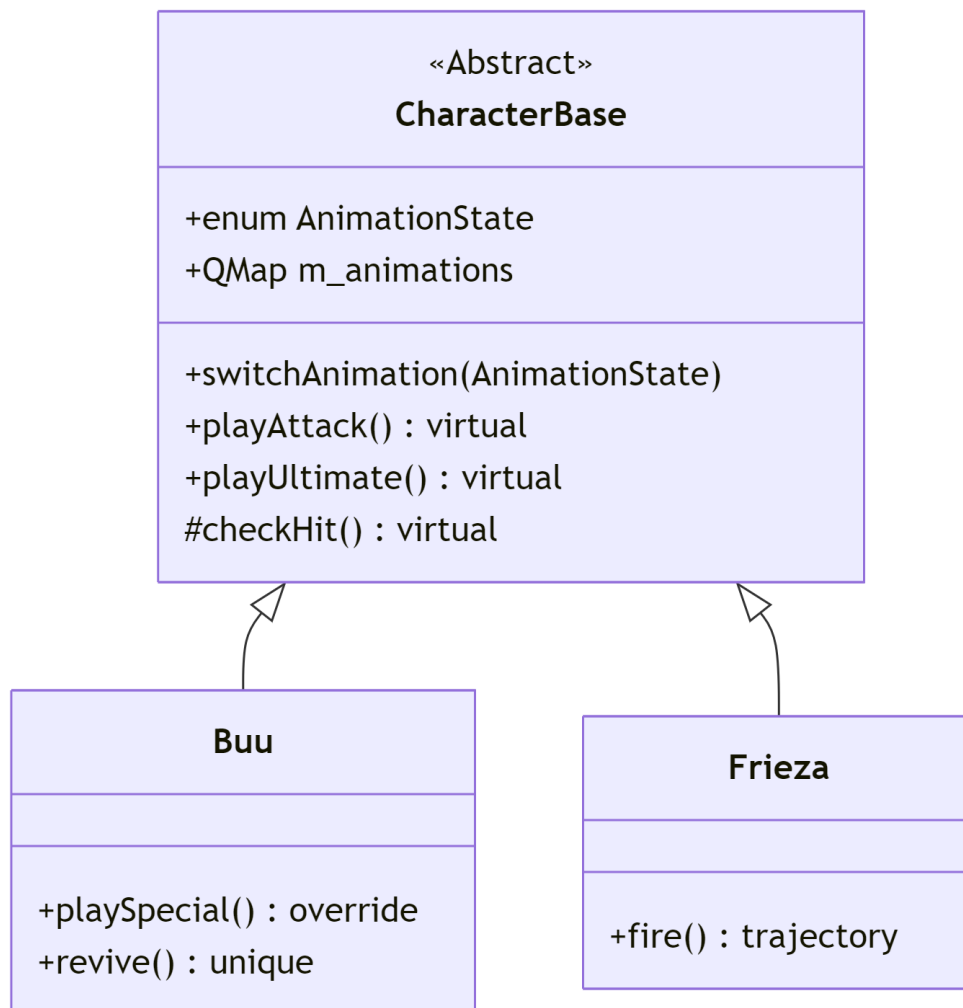 «Abstract»
CharacterBase
+enum AnimationState
+QMap m_animations
+switchAnimation(AnimationState)
+playAttack() : virtual
+playUltimate() : virtual
#checkHit() : virtual
Buu
+playSpecial() : override
+revive() : unique
Frieza
+fire() : trajectory